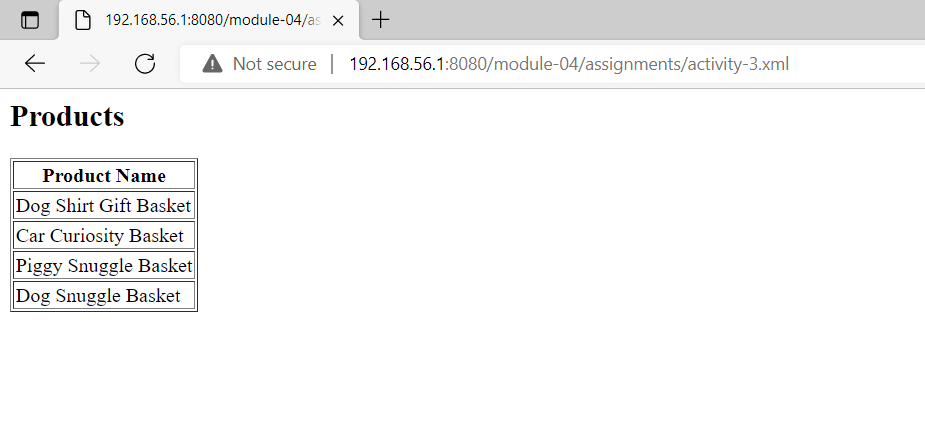 192.168.56.1:8080/module-04/as
Not secure | 192.168.56.1:8080/module-04/assignments/activity-3.xml
Products
Product Name
Dog Shirt Gift Basket
Car Curiosity Basket
Piggy Snuggle Basket
Dog Snuggle Basket